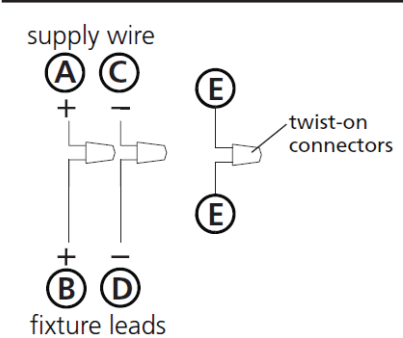 supply wire
A C E
+ −
twist-on
connectors
E
+ −
B D
fixture leads